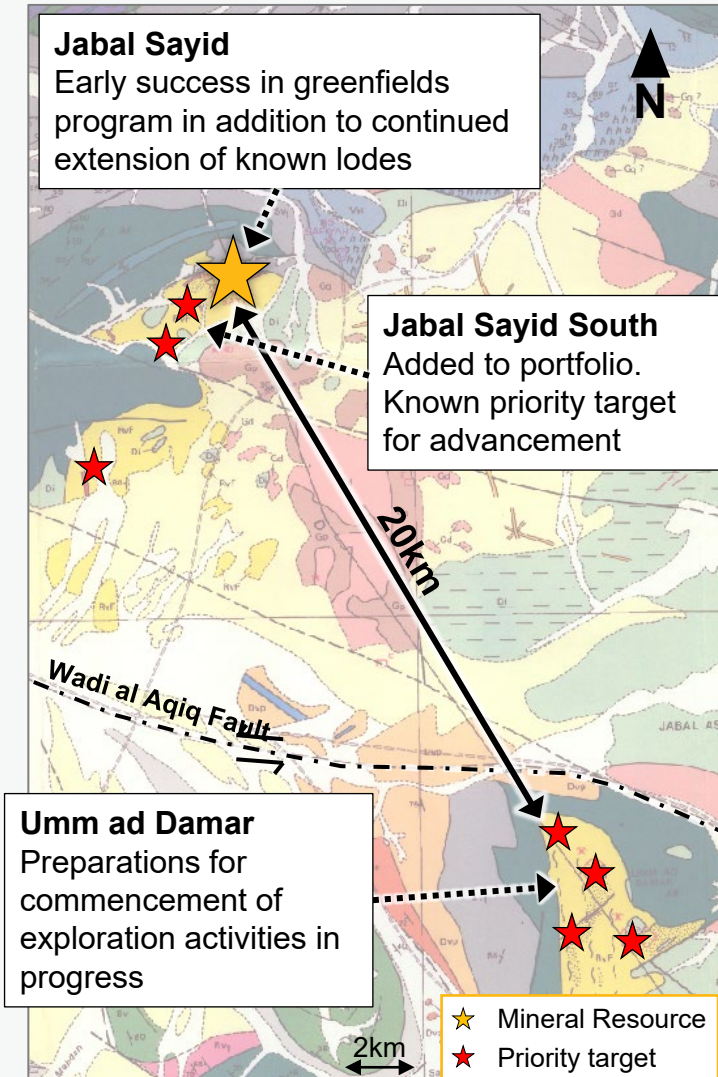 Jabal Sayid
Early success in greenfields
program in addition to continued
extension of known lodes
N
Jabal Sayid South
Added to portfolio.
Known priority target
for advancement
20km
Wadi al Aqiq Fault
JABAL AS
Umm ad Damar
Preparations for
commencement of
exploration activities in
progress
2km
Mineral Resource
Priority target